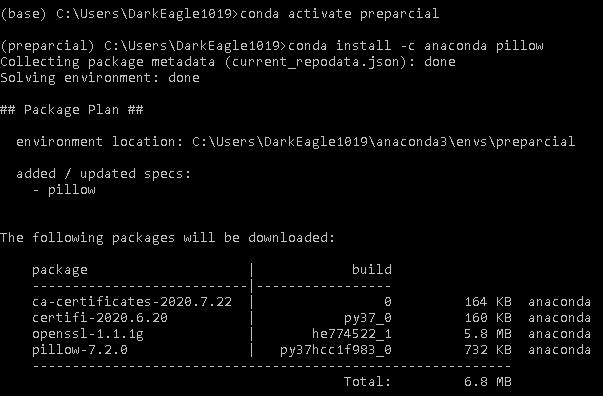 (base) C:\Users\DarkEagle1019>conda activate preparcial
(preparcial) C:\Users\DarkEagle1019>conda install -c anaconda pillow
Collecting package metadata (current_repodata.json): done
Solving environment: done
## Package Plan ##
environment location: C:\Users\DarkEagle1019\anaconda3\envs\preparcial
added / updated specs:
- pillow
The following packages will be downloaded:
package | build
---------------------------|-----------------
ca-certificates-2020.7.22 | 0 164 KB anaconda
certifi-2020.6.20 | py37_0 160 KB anaconda
openssl-1.1.1g | he774522_1 5.8 MB anaconda
pillow-7.2.0 | py37hcc1f983_0 732 KB anaconda
------------------------------------------------------------
Total: 6.8 MB